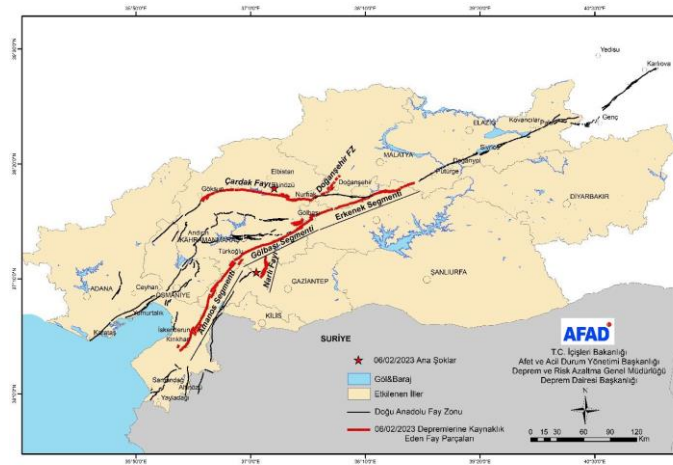 Yedisu
Karlıova
ELAZIĞ
Kovancılar
Palu
Genç
Sivrice
MALATYA
Doğanyol
Pütürge
DİYARBAKIR
Elbistan
Çardak Fayı
Göksun
Nurhak
Doğanşehir FZ
Doğanşehir
Erkenek Segmenti
Gölbaşı
Gölbaşı Segmenti
Andırın
KAHRAMANMARAŞ
Türkoğlu
Narlı Fayı
GAZİANTEP
ŞANLIURFA
ADANA
Ceyhan
OSMANİYE
Yumurtalık
Karataş
İskenderun
Kırıkhan
Amanos Segmenti
KİLİS
Samandağ
Altınözü
Yayladağı
SURİYE
06/02/2023 Ana Şoklar
Göl&Baraj
Etkilenen İller
Doğu Anadolu Fay Zonu
06/02/2023 Depremlerine Kaynaklık
Eden Fay Parçaları
AFAD
T.C. İçişleri Bakanlığı
Afet ve Acil Durum Yönetimi Başkanlığı
Deprem ve Risk Azaltma Genel Müdürlüğü
Deprem Dairesi Başkanlığı
0 15 30 60 90 120
Km